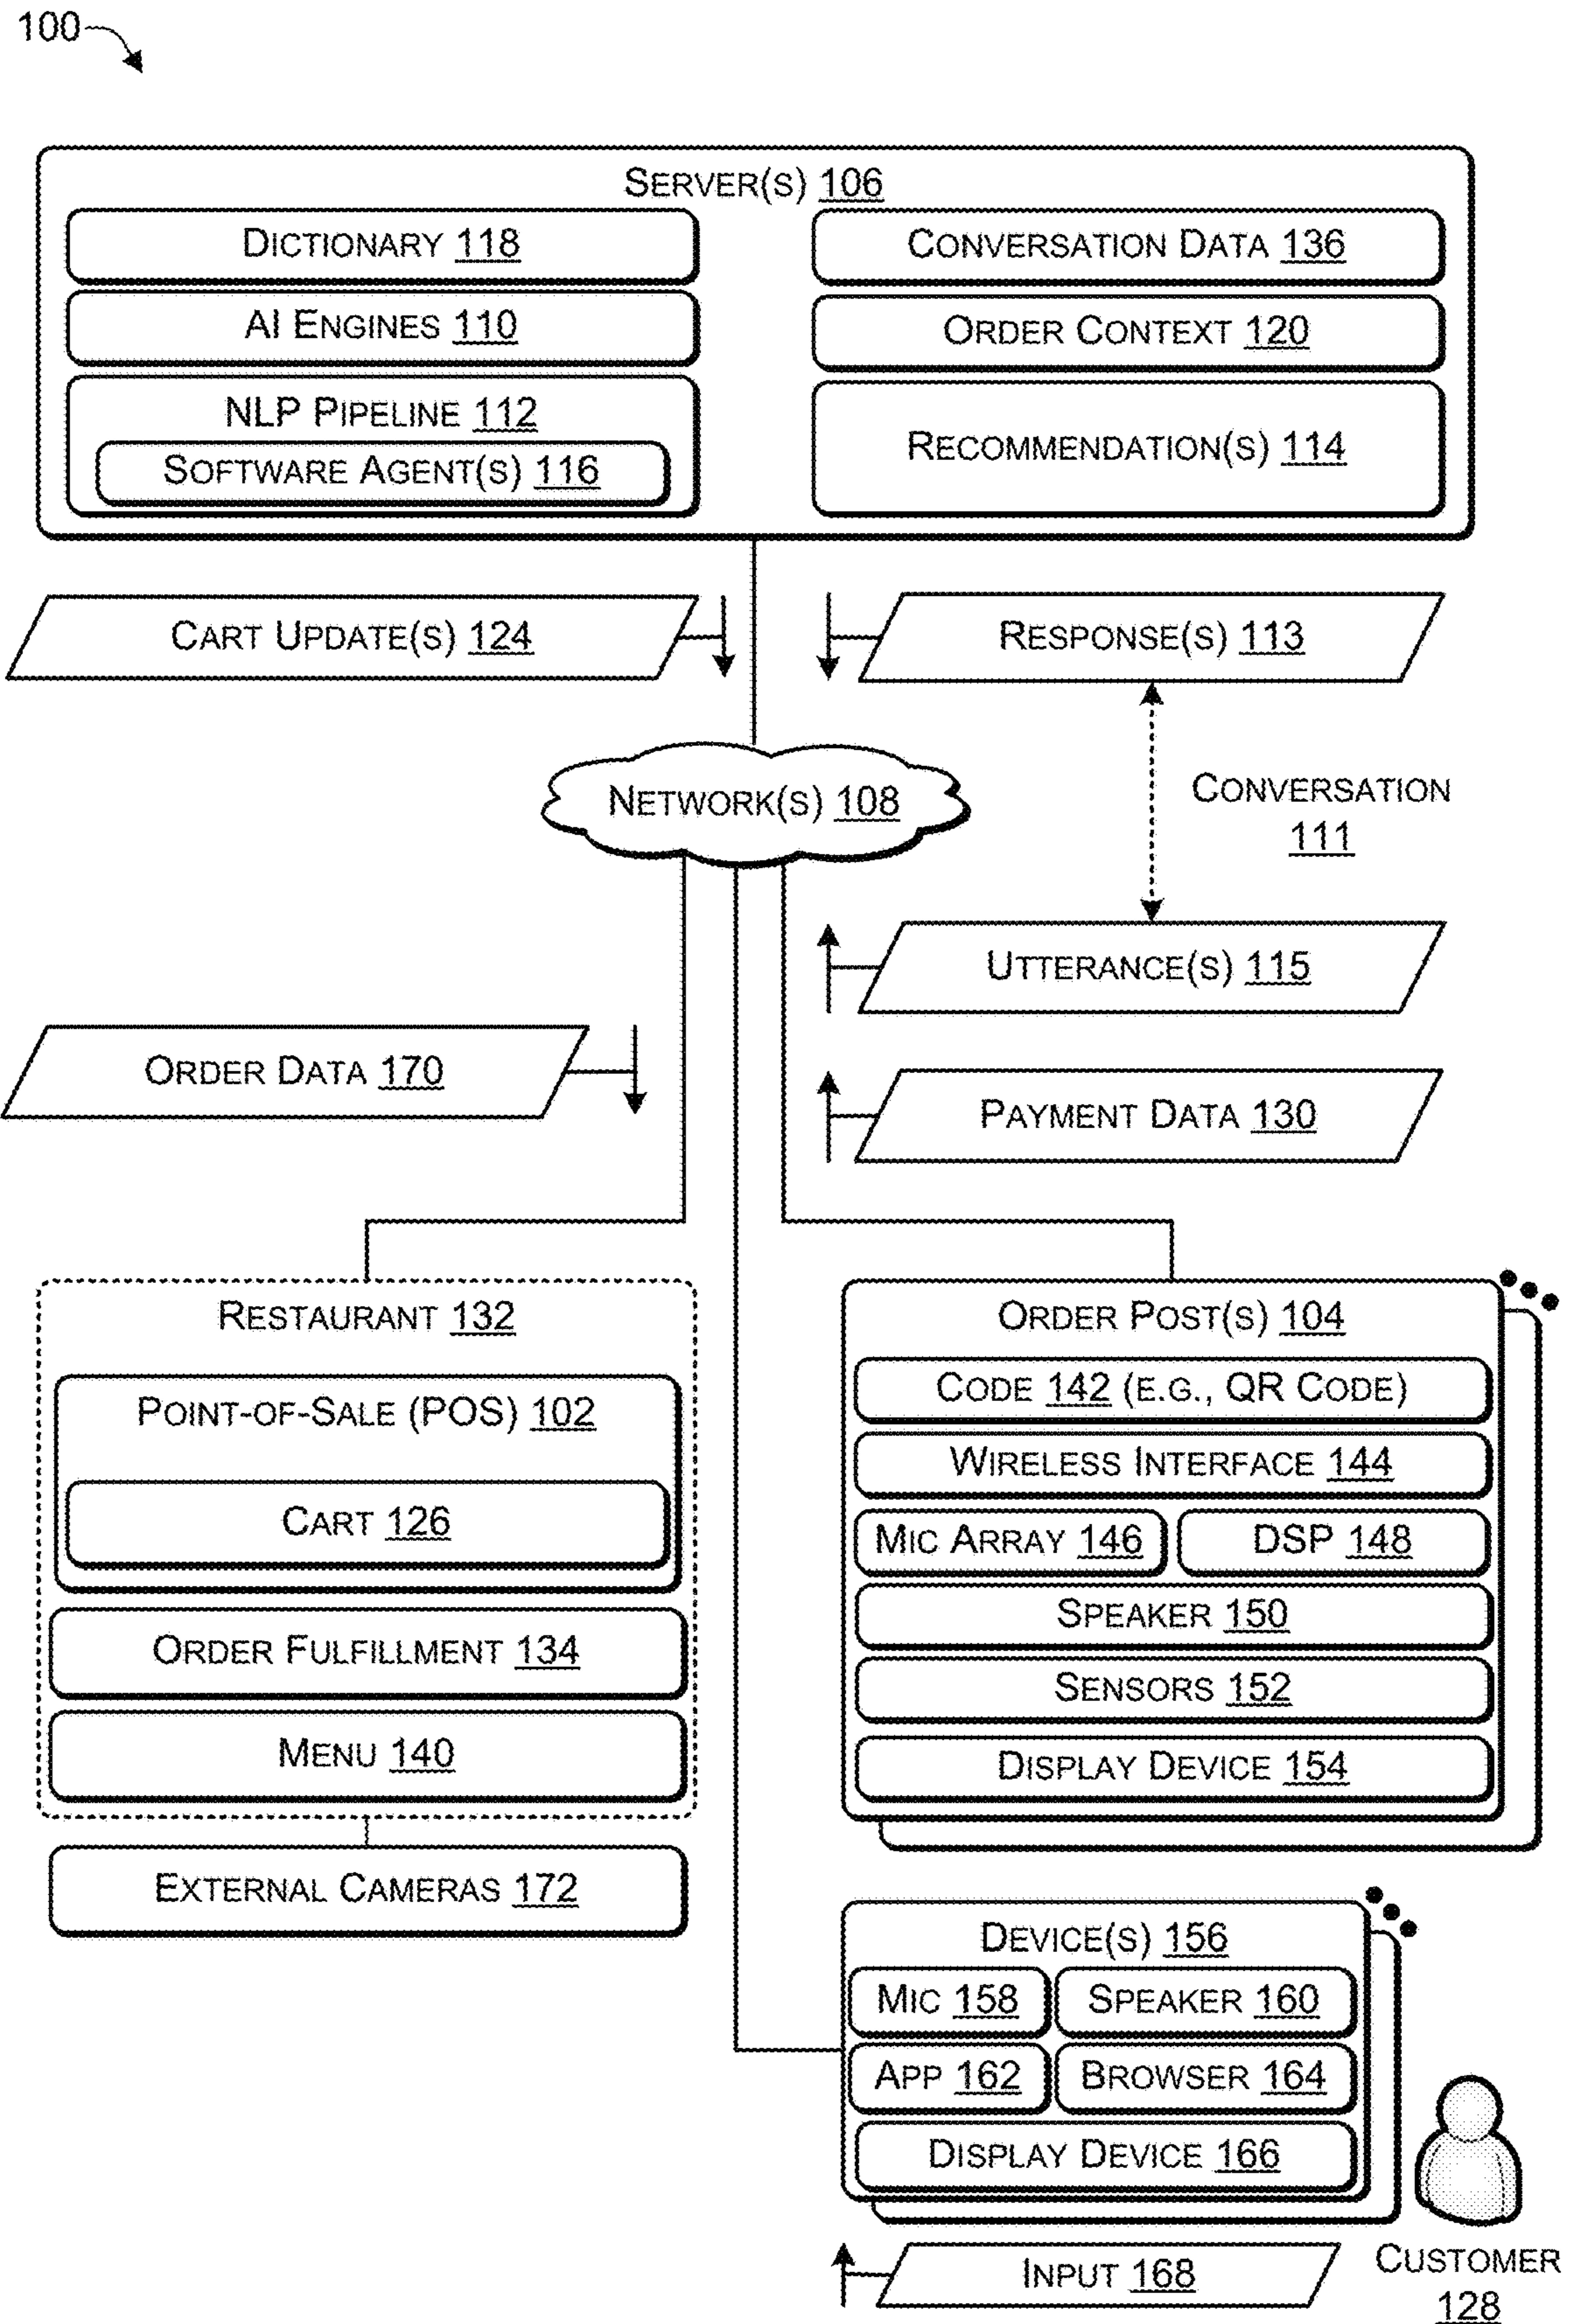 100
SERVER(S) 106
DICTIONARY 118
CONVERSATION DATA 136
AI ENGINES 110
ORDER CONTEXT 120
NLP PIPELINE 112
SOFTWARE AGENT(S) 116
RECOMMENDATION(S) 114
CART UPDATE(S) 124
RESPONSE(S) 113
NETWORK(S) 108
CONVERSATION
111
UTTERANCE(S) 115
ORDER DATA 170
PAYMENT DATA 130
RESTAURANT 132
POINT-OF-SALE (POS) 102
CART 126
ORDER FULFILLMENT 134
MENU 140
EXTERNAL CAMERAS 172
ORDER POST(S) 104
CODE 142 (E.G., QR CODE)
WIRELESS INTERFACE 144
MIC ARRAY 146
DSP 148
SPEAKER 150
SENSORS 152
DISPLAY DEVICE 154
DEVICE(S) 156
MIC 158
SPEAKER 160
APP 162
BROWSER 164
DISPLAY DEVICE 166
INPUT 168
CUSTOMER
128